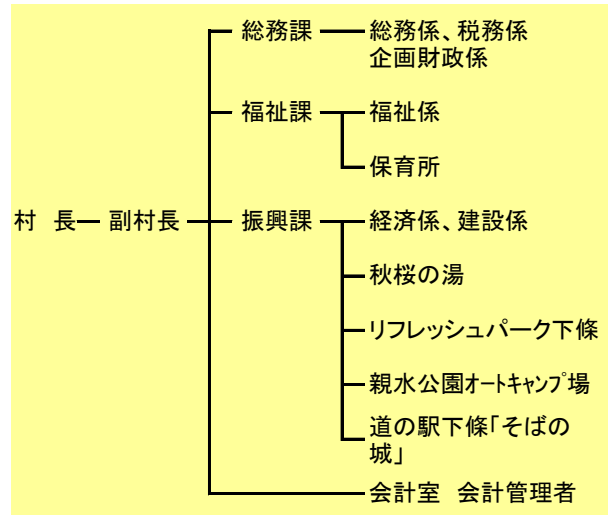 総務課
総務係、税務係
企画財政係
福祉課
福祉係
保育所
村　長
副村長
振興課
経済係、建設係
秋桜の湯
リフレッシュパーク下條
親水公園オートキャンプ場
道の駅下條「そばの
城」
会計室　会計管理者